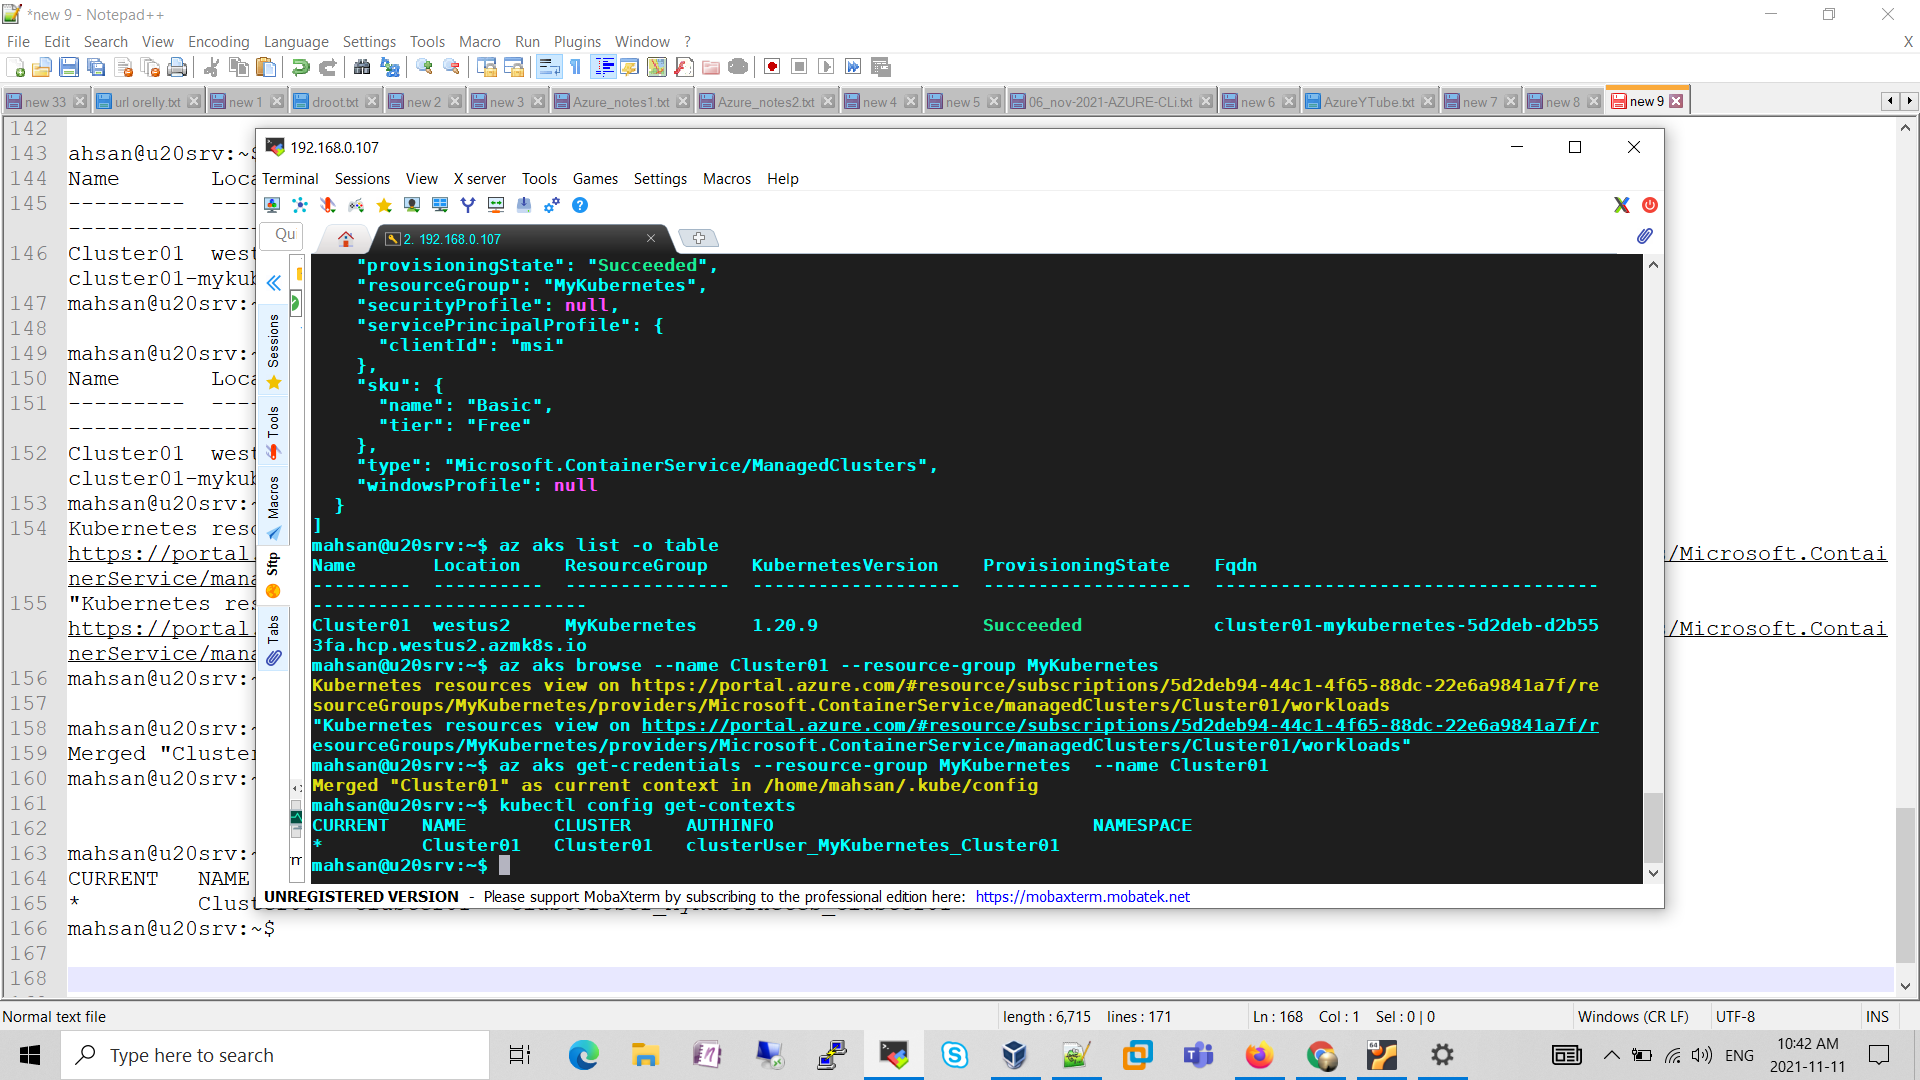 *new 9 - Notepad++
File Edit Search View Encoding Language Settings Tools Macro Run Plugins Window ? X
new 33 url orelly.txt new 1 droot.txt new 2 new 3 Azure_notes1.txt Azure_notes2.txt new 4 new 5 06_nov-2021-AZURE-CLi.txt new 6 AzureYTube.txt new 7 new 8 new 9
142
143 ahsan@u20srv:~$
144 Name Loca
145 --------- ----
---------------
146 Cluster01 west
cluster01-mykub
147 mahsan@u20srv:~
148
149 mahsan@u20srv:~
150 Name Loca
151 --------- ----
---------------
152 Cluster01 west
cluster01-mykub
153 mahsan@u20srv:~
154 Kubernetes reso
https://portal. /Microsoft.Contai
nerService/mana
155 "Kubernetes res
https://portal. /Microsoft.Contai
nerService/mana
156 mahsan@u20srv:~
157
158 mahsan@u20srv:~
159 Merged "Cluster
160 mahsan@u20srv:~
161
162
163 mahsan@u20srv:~
164 CURRENT NAME
165 * Cluster01 Cluster01 clusterUser_MyKubernetes_Cluster01
166 mahsan@u20srv:~$
167
168
192.168.0.107
Terminal Sessions View X server Tools Games Settings Macros Help
Qui
2. 192.168.0.107
Sessions
Tools
Macros
Sftp
Tabs
"provisioningState": "Succeeded",
"resourceGroup": "MyKubernetes",
"securityProfile": null,
"servicePrincipalProfile": {
"clientId": "msi"
},
"sku": {
"name": "Basic",
"tier": "Free"
},
"type": "Microsoft.ContainerService/ManagedClusters",
"windowsProfile": null
}
]
mahsan@u20srv:~$ az aks list -o table
Name Location ResourceGroup KubernetesVersion ProvisioningState Fqdn
--------- ---------- --------------- ------------------- ------------------- -----------------------------------
-------------------------
Cluster01 westus2 MyKubernetes 1.20.9 Succeeded cluster01-mykubernetes-5d2deb-d2b55
3fa.hcp.westus2.azmk8s.io
mahsan@u20srv:~$ az aks browse --name Cluster01 --resource-group MyKubernetes
Kubernetes resources view on https://portal.azure.com/#resource/subscriptions/5d2deb94-44c1-4f65-88dc-22e6a9841a7f/re
sourceGroups/MyKubernetes/providers/Microsoft.ContainerService/managedClusters/Cluster01/workloads
"Kubernetes resources view on https://portal.azure.com/#resource/subscriptions/5d2deb94-44c1-4f65-88dc-22e6a9841a7f/r
esourceGroups/MyKubernetes/providers/Microsoft.ContainerService/managedClusters/Cluster01/workloads"
mahsan@u20srv:~$ az aks get-credentials --resource-group MyKubernetes --name Cluster01
Merged "Cluster01" as current context in /home/mahsan/.kube/config
mahsan@u20srv:~$ kubectl config get-contexts
CURRENT NAME CLUSTER AUTHINFO NAMESPACE
* Cluster01 Cluster01 clusterUser_MyKubernetes_Cluster01
mahsan@u20srv:~$
UNREGISTERED VERSION - Please support MobaXterm by subscribing to the professional edition here: https://mobaxterm.mobatek.net
Normal text file length : 6,715 lines : 171 Ln : 168 Col : 1 Sel : 0 | 0 Windows (CR LF) UTF-8 INS
Type here to search
ENG
10:42 AM
2021-11-11